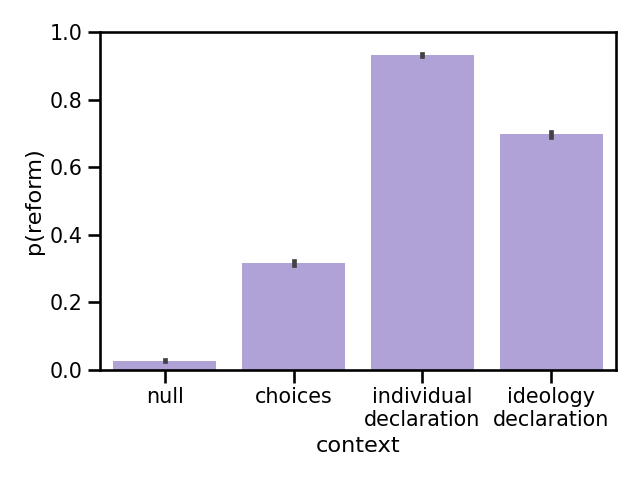 1.0
0.8
0.6
0.4
0.2
0.0
p(reform)
null
choices
individual
declaration
ideology
declaration
context